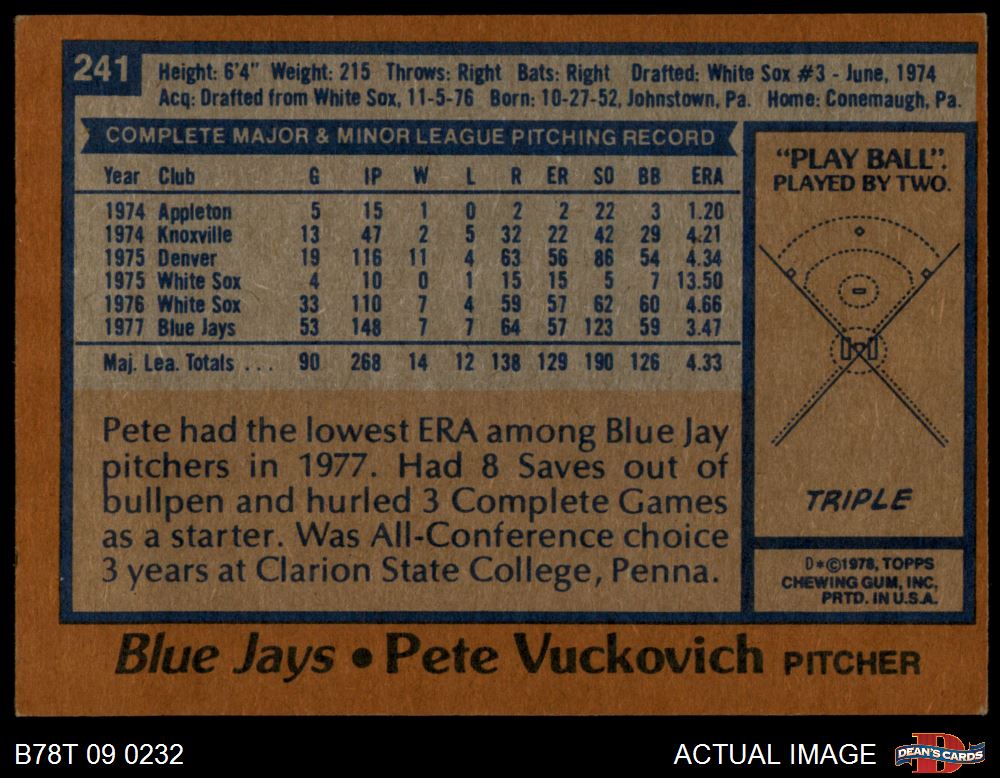 241
Height: 6'4" Weight: 215 Throws: Right Bats: Right Drafted: White Sox #3 - June, 1974
Acq: Drafted from White Sox, 11-5-76 Born: 10-27-52, Johnstown, Pa. Home: Conemaugh, Pa.
COMPLETE MAJOR & MINOR LEAGUE PITCHING RECORD
Year Club G IP W L R ER SO BB ERA
1974 Appleton 5 15 1 0 2 2 22 3 1.20
1974 Knoxville 13 47 2 5 32 22 42 29 4.21
1975 Denver 19 116 11 4 63 56 86 54 4.34
1975 White Sox 4 10 0 1 15 15 5 7 13.50
1976 White Sox 33 110 7 4 59 57 62 60 4.66
1977 Blue Jays 53 148 7 7 64 57 123 59 3.47
Maj. Lea. Totals ... 90 268 14 12 138 129 190 126 4.33
Pete had the lowest ERA among Blue Jay
pitchers in 1977. Had 8 Saves out of
bullpen and hurled 3 Complete Games
as a starter. Was All-Conference choice
3 years at Clarion State College, Penna.
"PLAY BALL".
PLAYED BY TWO.
TRIPLE
D*©1978, TOPPS
CHEWING GUM, INC.
PRTD. IN U.S.A.
Blue Jays • Pete Vuckovich PITCHER
B78T 09 0232
ACTUAL IMAGE
D
DEAN'S CARDS